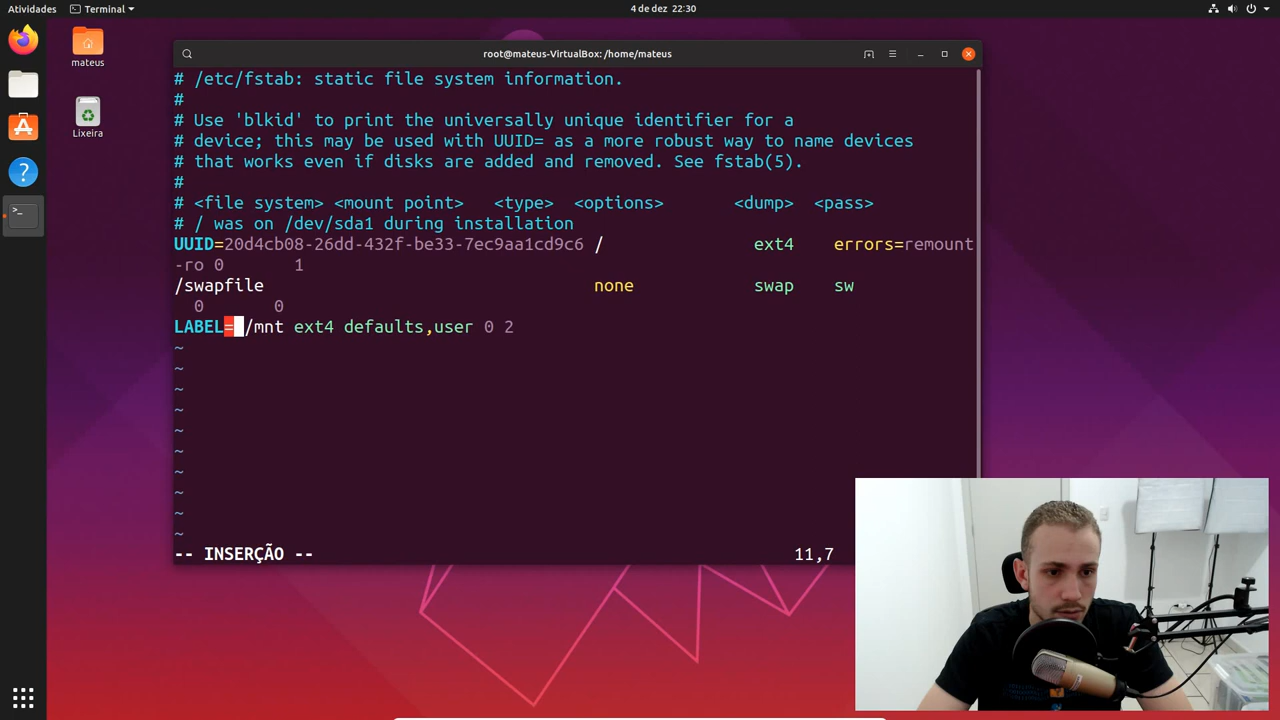 Atividades
Terminal
4 de dez 22:30
mateus
Lixeira
root@mateus-VirtualBox: /home/mateus
# /etc/fstab: static file system information.
#
# Use 'blkid' to print the universally unique identifier for a
# device; this may be used with UUID= as a more robust way to name devices
# that works even if disks are added and removed. See fstab(5).
#
# <file system> <mount point> <type> <options> <dump> <pass>
# / was on /dev/sda1 during installation
UUID=20d4cb08-26dd-432f-be33-7ec9aa1cd9c6 / ext4 errors=remount
-ro 0 1
/swapfile none swap sw
0 0
LABEL= /mnt ext4 defaults,user 0 2
~
~
~
~
~
~
~
~
~
~
-- INSERÇÃO --
11,7